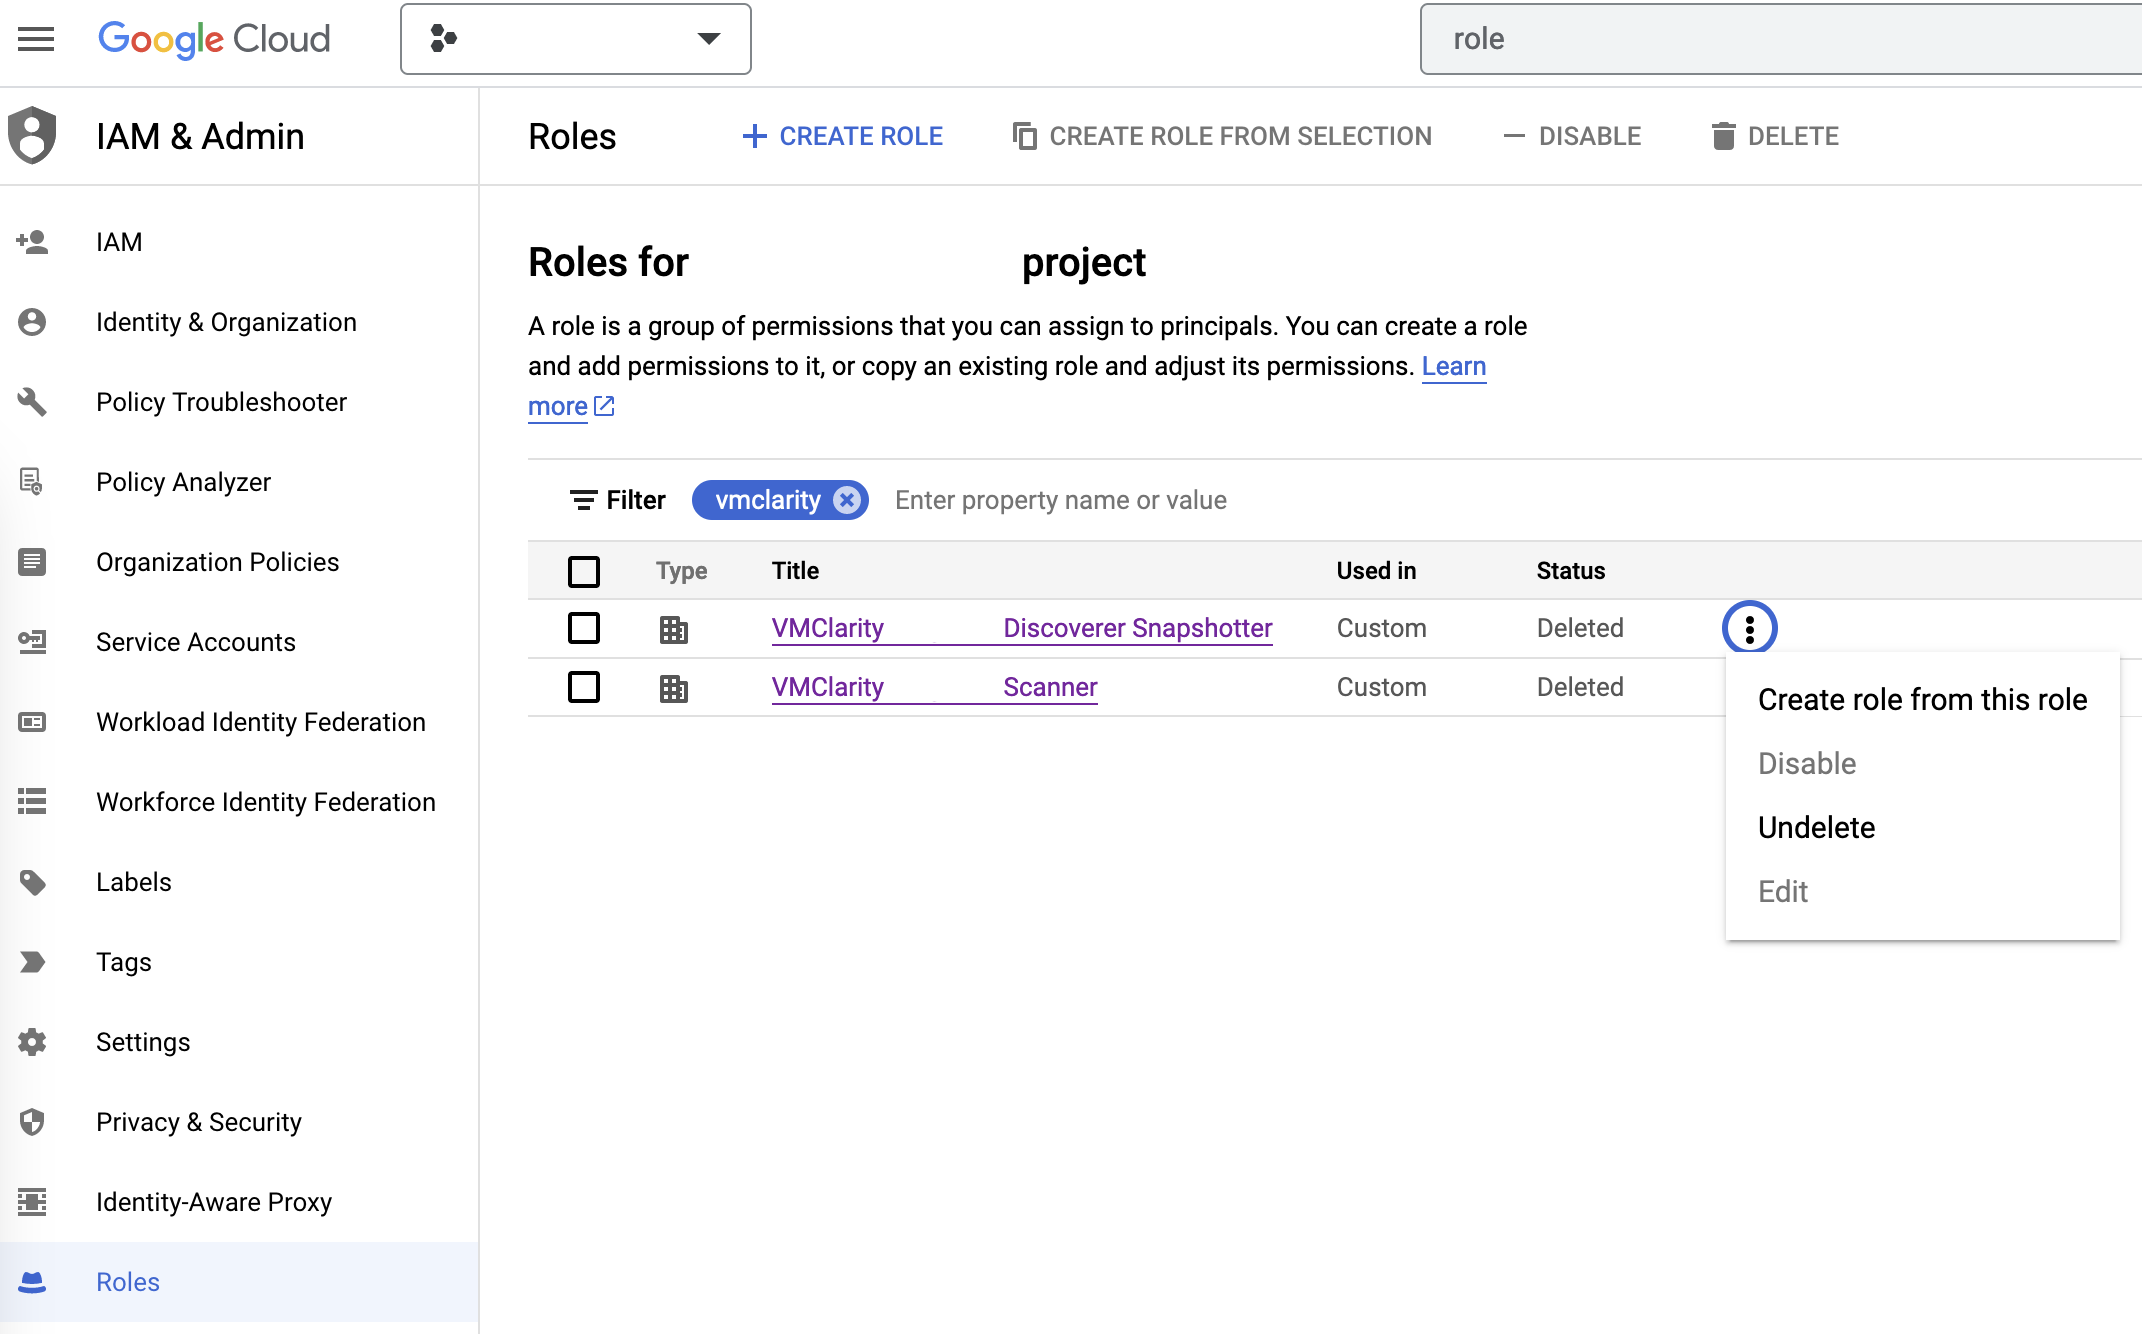 Google Cloud
role
IAM & Admin
Roles
CREATE ROLE
CREATE ROLE FROM SELECTION
DISABLE
DELETE
IAM
Identity & Organization
Policy Troubleshooter
Policy Analyzer
Organization Policies
Service Accounts
Workload Identity Federation
Workforce Identity Federation
Labels
Tags
Settings
Privacy & Security
Identity-Aware Proxy
Roles
Roles for project
A role is a group of permissions that you can assign to principals. You can create a role
and add permissions to it, or copy an existing role and adjust its permissions. Learn
more
Filter vmclarity Enter property name or value
Type Title Used in Status
VMClarity Discoverer Snapshotter Custom Deleted
VMClarity Scanner Custom Deleted
Create role from this role
Disable
Undelete
Edit